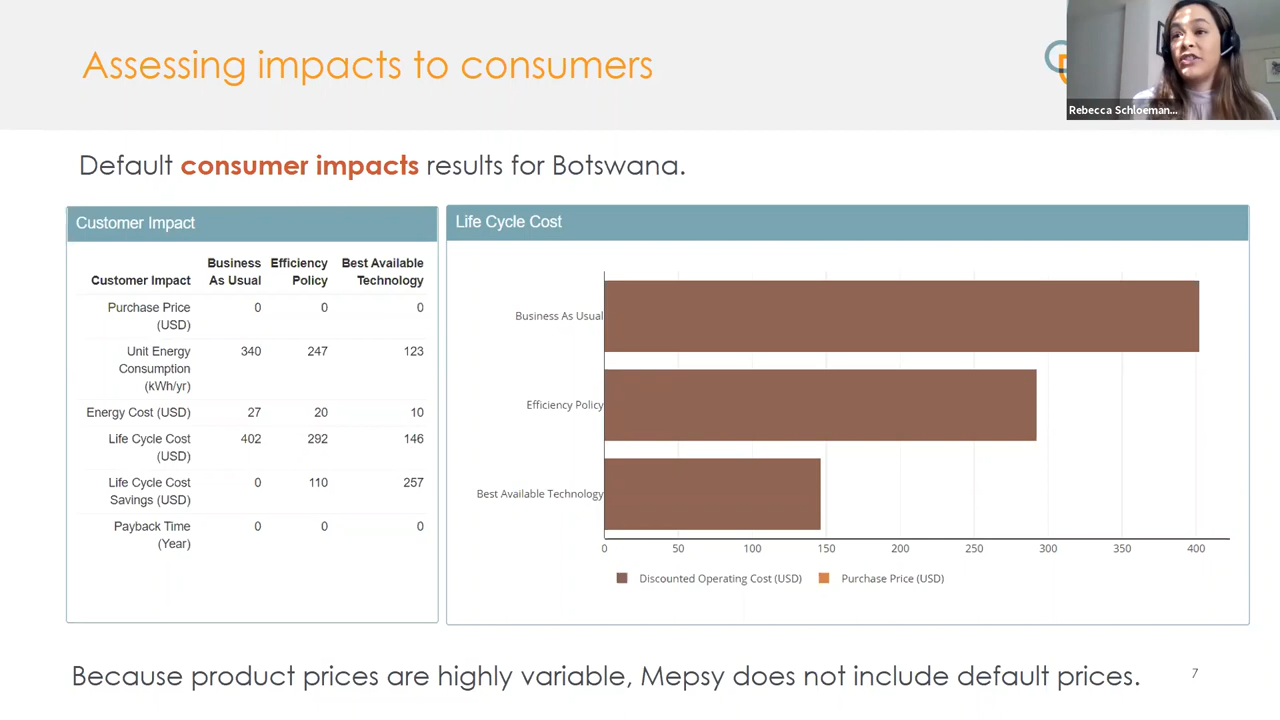 Assessing impacts to consumers
Rebecca Schloeman...
Default consumer impacts results for Botswana.
Customer Impact
Customer Impact Business As Usual Efficiency Policy Best Available Technology
Purchase Price (USD) 0 0 0
Unit Energy Consumption (kWh/yr) 340 247 123
Energy Cost (USD) 27 20 10
Life Cycle Cost (USD) 402 292 146
Life Cycle Cost Savings (USD) 0 110 257
Payback Time (Year) 0 0 0
Life Cycle Cost
Business As Usual
Efficiency Policy
Best Available Technology
0 50 100 150 200 250 300 350 400
Discounted Operating Cost (USD) Purchase Price (USD)
Because product prices are highly variable, Mepsy does not include default prices.
7